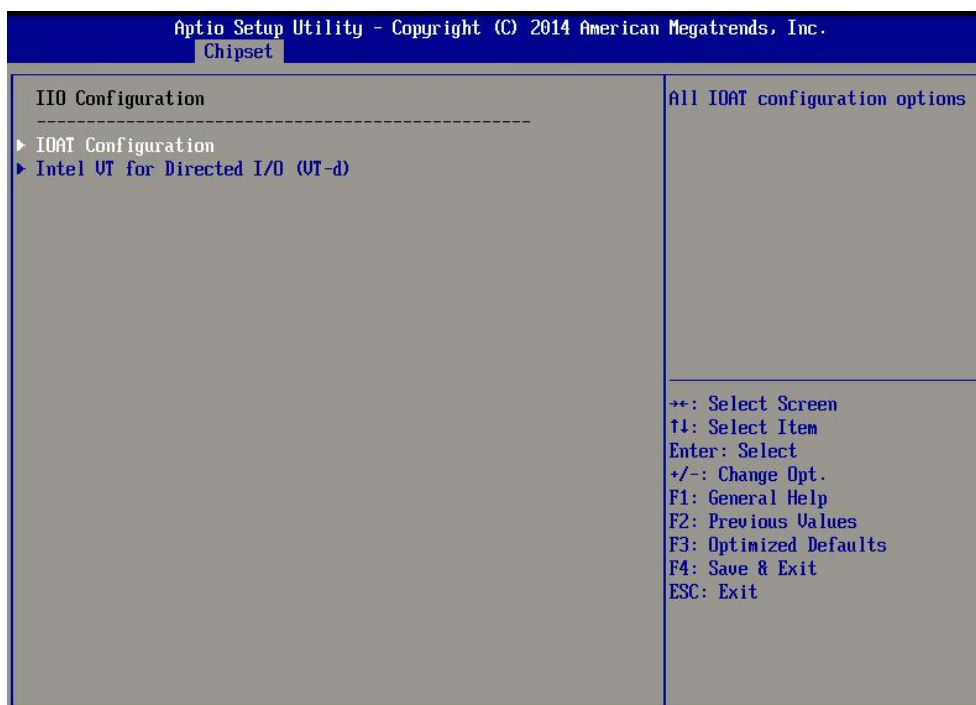 Aptio Setup Utility - Copyright (C) 2014 American Megatrends, Inc.
Chipset
IIO Configuration
--------------------------------------------------
► IOAT Configuration
► Intel VT for Directed I/O (VT-d)
All IOAT configuration options
→←: Select Screen
↑↓: Select Item
Enter: Select
+/-: Change Opt.
F1: General Help
F2: Previous Values
F3: Optimized Defaults
F4: Save & Exit
ESC: Exit